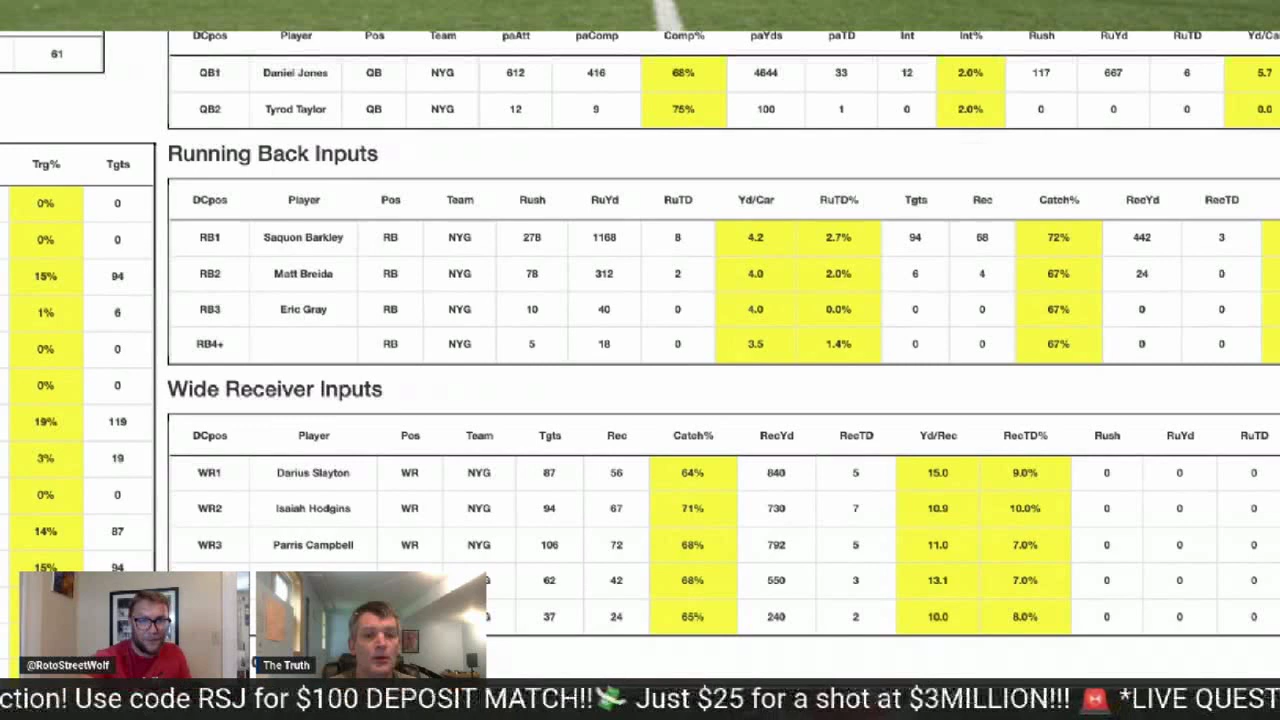 61
DCpos Player Pos Team paAtt paComp Comp% paYds paTD Int Int% Rush RuYd RuTD Yd/Ca
QB1 Daniel Jones QB NYG 612 416 68% 4644 33 12 2.0% 117 667 6 5.7
QB2 Tyrod Taylor QB NYG 12 9 75% 100 1 0 2.0% 0 0 0 0.0
Running Back Inputs
DCpos Player Pos Team Rush RuYd RuTD Yd/Car RuTD% Tgts Rec Catch% RecYd RecTD
RB1 Saquon Barkley RB NYG 278 1168 8 4.2 2.7% 94 68 72% 442 3
RB2 Matt Breida RB NYG 78 312 2 4.0 2.0% 6 4 67% 24 0
RB3 Eric Gray RB NYG 10 40 0 4.0 0.0% 0 0 67% 0 0
RB4+ RB NYG 5 18 0 3.5 1.4% 0 0 67% 0 0
Trg% Tgts
0% 0
0% 0
15% 94
1% 6
0% 0
0% 0
19% 119
3% 19
0% 0
14% 87
15% 94
Wide Receiver Inputs
DCpos Player Pos Team Tgts Rec Catch% RecYd RecTD Yd/Rec RecTD% Rush RuYd RuTD
WR1 Darius Slayton WR NYG 87 56 64% 840 5 15.0 9.0% 0 0 0
WR2 Isaiah Hodgins WR NYG 94 67 71% 730 7 10.9 10.0% 0 0 0
WR3 Parris Campbell WR NYG 106 72 68% 792 5 11.0 7.0% 0 0 0
62 42 68% 550 3 13.1 7.0% 0 0 0
37 24 65% 240 2 10.0 8.0% 0 0 0
@RotoStreetWolf
The Truth
ction! Use code RSJ for $100 DEPOSIT MATCH!!💸 Just $25 for a shot at $3MILLION!!! 🚨 *LIVE QUEST